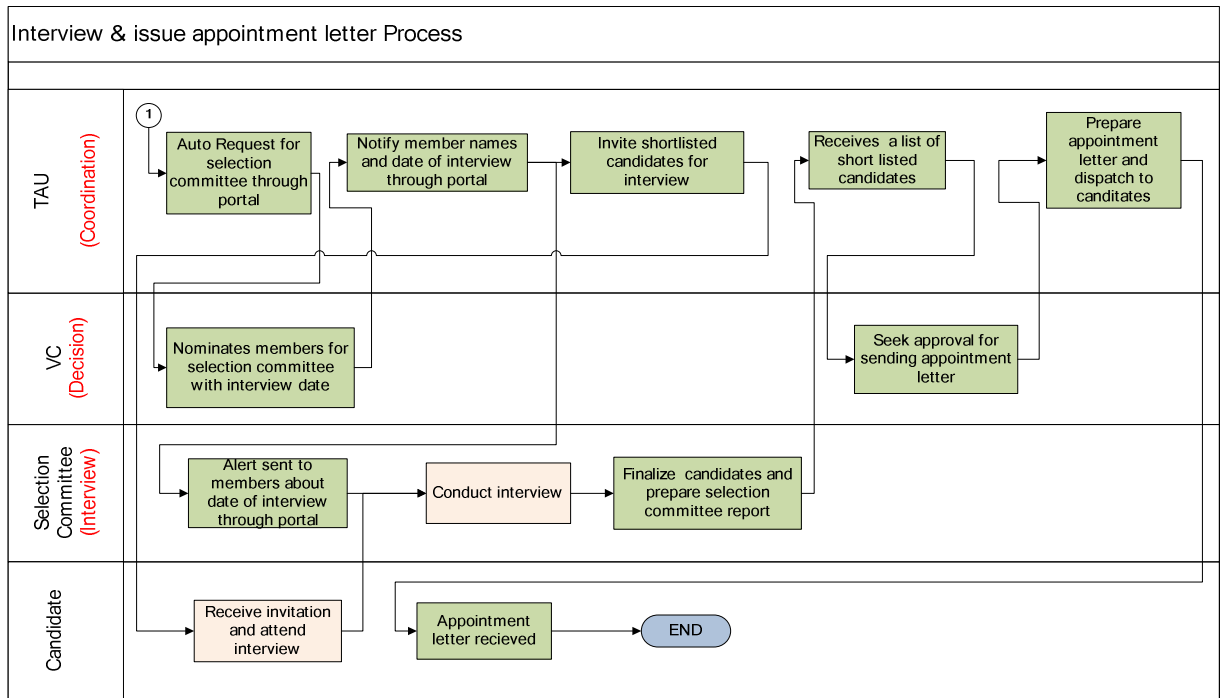 Interview & issue appointment letter Process
TAU
(Coordination)
1
Auto Request for
selection
committee through
portal
Notify member names
and date of interview
through portal
Invite shortlisted
candidates for
interview
Receives a list of
short listed
candidates
Prepare
appointment
letter and
dispatch to
canditates
VC
(Decision)
Nominates members for
selection committee
with interview date
Seek approval for
sending appointment
letter
Selection
Committee
(Interview)
Alert sent to
members about
date of interview
through portal
Conduct interview
Finalize candidates and
prepare selection
committee report
Candidate
Receive invitation
and attend
interview
Appointment
letter recieved
END